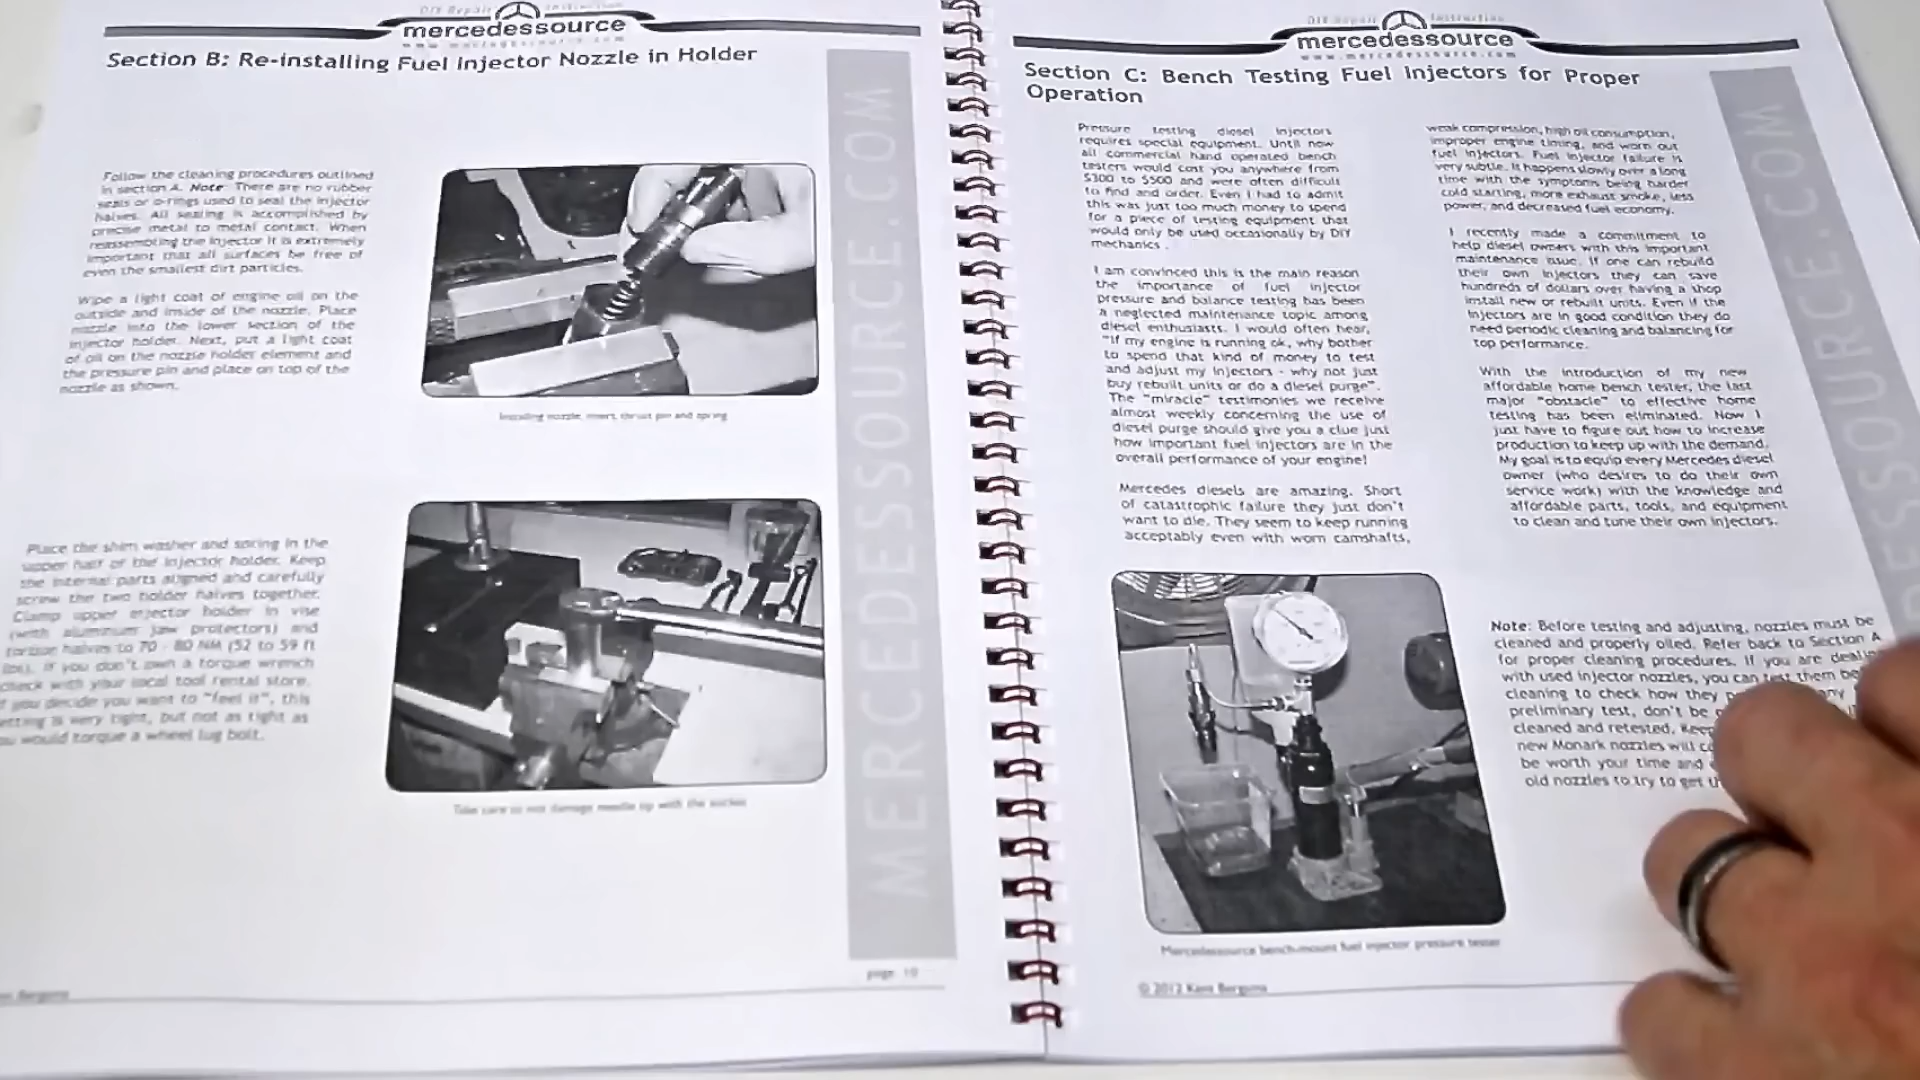 DIY Repair Instruction
mercedessource
www.mercedessource.com
Section B: Re-installing Fuel Injector Nozzle in Holder
Follow the cleaning procedures outlined
in section A. Note: There are no rubber
seals or o-rings used to seal the injector
halves. All sealing is accomplished by
precise metal to metal contact. When
reassembling the injector it is extremely
important that all surfaces be free of
even the smallest dirt particles.
Wipe a light coat of engine oil on the
outside and inside of the nozzle. Place
nozzle into the lower section of the
injector holder. Next, put a light coat
of oil on the nozzle holder element and
the pressure pin and place on top of the
nozzle as shown.
Installing nozzle, insert, thrust pin and spring
Place the shim washer and spring in the
upper half of the injector holder. Keep
the internal parts aligned and carefully
screw the two holder halves together.
Clamp upper injector holder in vise
(with aluminum jaw protectors) and
torque halves to 70 - 80 NM (52 to 59 ft
lbs). If you don't own a torque wrench
check with your local tool rental store.
If you decide you want to "feel it", this
setting is very tight, but not as tight as
you would torque a wheel lug bolt.
Take care to not damage needle tip with the socket
MERCEDESSOURCE.COM
page 10
Bergsma
DIY Repair Instruction
mercedessource
www.mercedessource.com
Section C: Bench Testing Fuel Injectors for Proper
Operation
Pressure testing diesel injectors
requires special equipment. Until now
all commercial hand operated bench
testers would cost you anywhere from
$300 to $500 and were often difficult
to find and order. Even I had to admit
this was just too much money to spend
for a piece of testing equipment that
would only be used occasionally by DIY
mechanics .
I am convinced this is the main reason
the importance of fuel injector
pressure and balance testing has been
a neglected maintenance topic among
diesel enthusiasts. I would often hear,
"If my engine is running ok, why bother
to spend that kind of money to test
and adjust my injectors - why not just
buy rebuilt units or do a diesel purge".
The "miracle" testimonies we receive
almost weekly concerning the use of
diesel purge should give you a clue just
how important fuel injectors are in the
overall performance of your engine!
Mercedes diesels are amazing. Short
of catastrophic failure they just don't
want to die. They seem to keep running
acceptably even with worn camshafts,
weak compression, high oil consumption,
improper engine timing, and worn out
fuel injectors. Fuel injector failure is
very subtle. It happens slowly over a long
time with the symptoms being harder
cold starting, more exhaust smoke, less
power, and decreased fuel economy.
I recently made a commitment to
help diesel owners with this important
maintenance issue. If one can rebuild
their own injectors they can save
hundreds of dollars over having a shop
install new or rebuilt units. Even if the
injectors are in good condition they do
need periodic cleaning and balancing for
top performance.
With the introduction of my new
affordable home bench tester, the last
major "obstacle" to effective home
testing has been eliminated. Now I
just have to figure out how to increase
production to keep up with the demand.
My goal is to equip every Mercedes diesel
owner (who desires to do their own
service work) with the knowledge and
affordable parts, tools, and equipment
to clean and tune their own injectors.
Mercedessource bench-mount fuel injector pressure tester
Note: Before testing and adjusting, nozzles must be
cleaned and properly oiled. Refer back to Section A
for proper cleaning procedures. If you are
with used injector nozzles, you can test them
cleaning to check how they
preliminary test, don't be
cleaned and retested. Keep
new Monark nozzles will
be worth your time and
old nozzles to try to get
© 2012 Kent Bergsma
SOURCE.COM
DESSOURCE